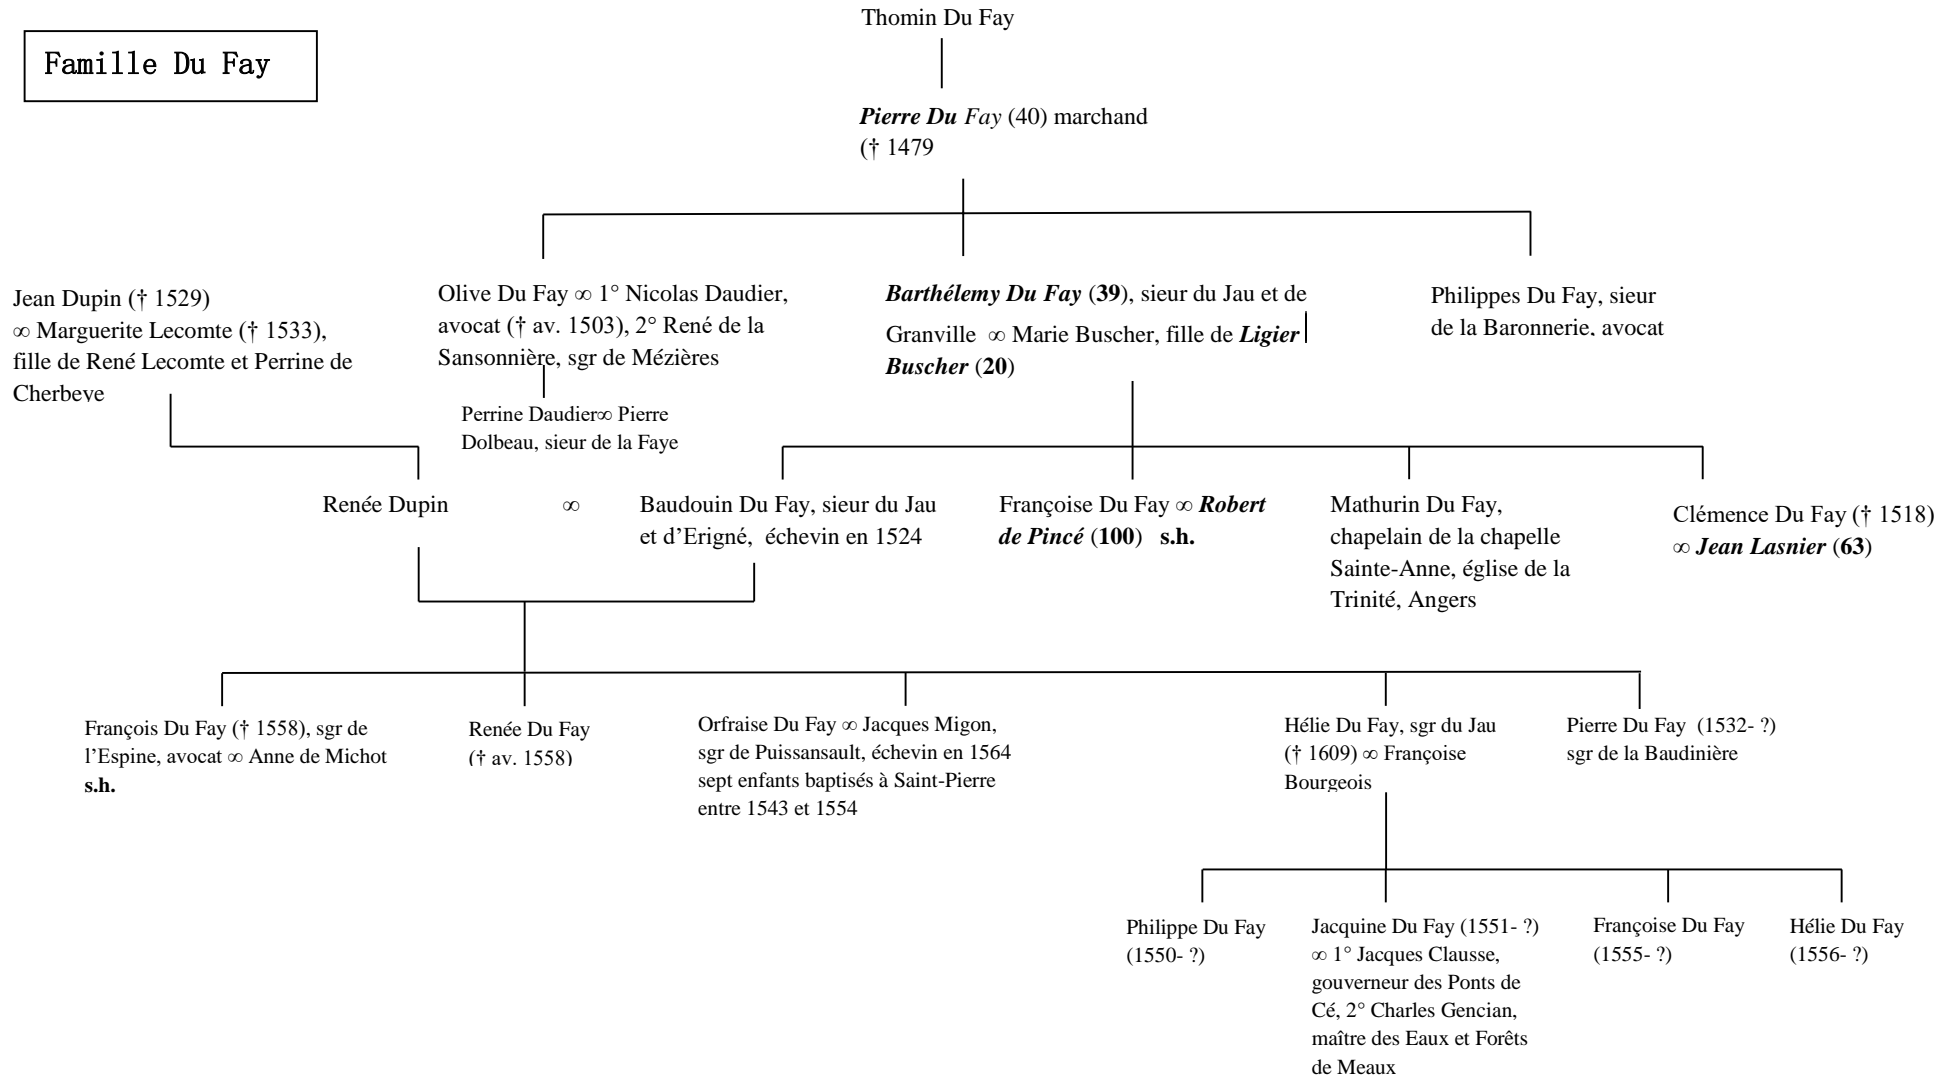 Thomin Du Fay
Famille Du Fay
Pierre Du Fay (40) marchand
(† 1479
Jean Dupin († 1529)
∞ Marguerite Lecomte († 1533),
fille de René Lecomte et Perrine de
Cherbeye
Olive Du Fay ∞ 1° Nicolas Daudier,
avocat († av. 1503), 2° René de la
Sansonnière, sgr de Mézières
Perrine Daudier∞ Pierre
Dolbeau, sieur de la Faye
Barthélemy Du Fay (39), sieur du Jau et de
Granville ∞ Marie Buscher, fille de Ligier
Buscher (20)
Philippes Du Fay, sieur
de la Baronnerie, avocat
Renée Dupin
∞
Baudouin Du Fay, sieur du Jau
et d’Erigné, échevin en 1524
Françoise Du Fay ∞ Robert
de Pincé (100) s.h.
Mathurin Du Fay,
chapelain de la chapelle
Sainte-Anne, église de la
Trinité, Angers
Clémence Du Fay († 1518)
∞ Jean Lasnier (63)
François Du Fay († 1558), sgr de
l’Espine, avocat ∞ Anne de Michot
s.h.
Renée Du Fay
(† av. 1558)
Orfraise Du Fay ∞ Jacques Migon,
sgr de Puissansault, échevin en 1564
sept enfants baptisés à Saint-Pierre
entre 1543 et 1554
Hélie Du Fay, sgr du Jau
(† 1609) ∞ Françoise
Bourgeois
Pierre Du Fay (1532- ?)
sgr de la Baudinière
Philippe Du Fay
(1550- ?)
Jacquine Du Fay (1551- ?)
∞ 1° Jacques Clausse,
gouverneur des Ponts de
Cé, 2° Charles Gencian,
maître des Eaux et Forêts
de Meaux
Françoise Du Fay
(1555- ?)
Hélie Du Fay
(1556- ?)